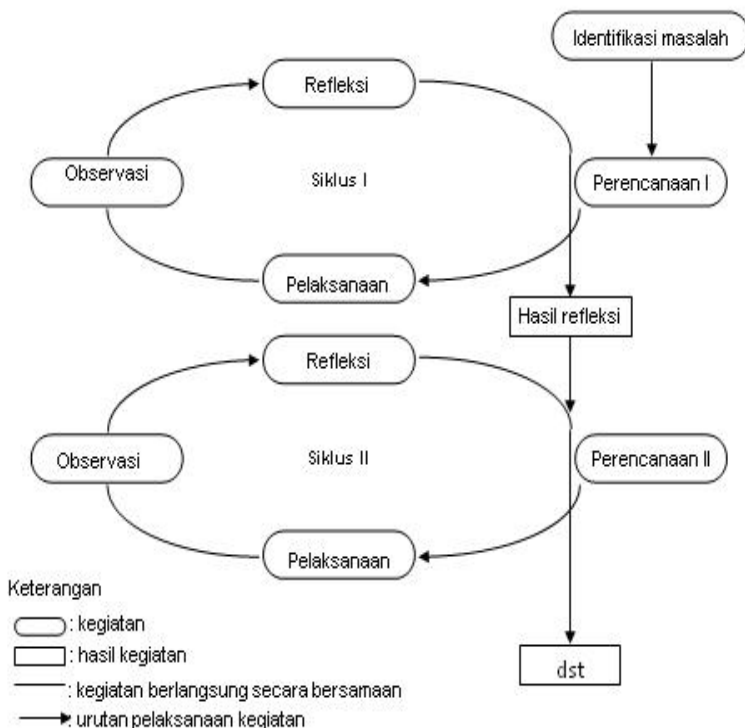 Identifikasi masalah
Refleksi
Observasi
Siklus I
Perencanaan I
Pelaksanaan
Hasil refleksi
Refleksi
Observasi
Siklus II
Perencanaan II
Pelaksanaan
Keterangan
: kegiatan
: hasil kegiatan
: kegiatan berlangsung secara bersamaan
: urutan pelaksanaan kegiatan
dst